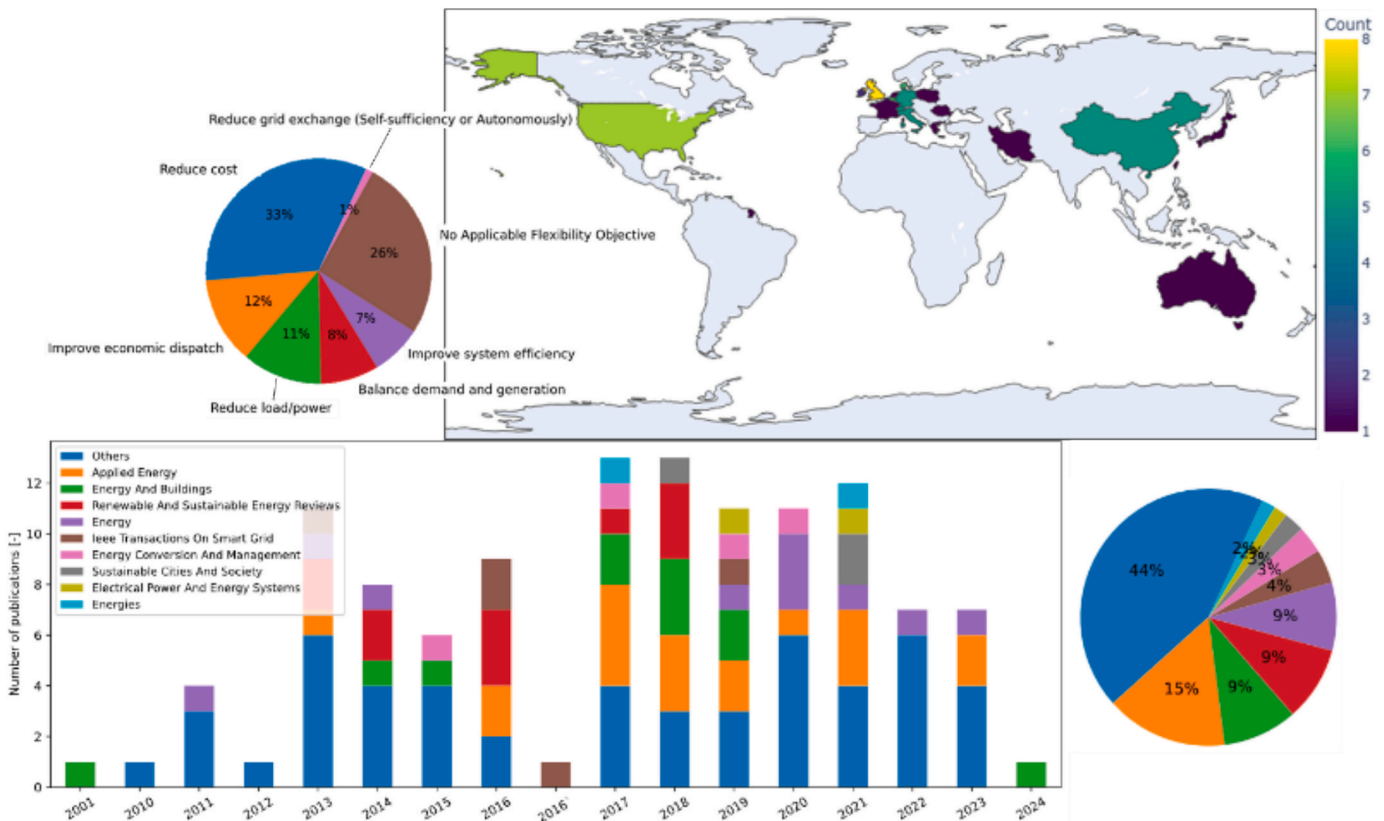 Count
8
7
6
5
4
3
2
1
Reduce grid exchange (Self-sufficiency or Autonomously)
Reduce cost
33%
1%
26%
No Applicable Flexibility Objective
12%
11%
8%
7%
Improve economic dispatch
Improve system efficiency
Balance demand and generation
Reduce load/power
Others
Applied Energy
Energy And Buildings
Renewable And Sustainable Energy Reviews
Energy
Ieee Transactions On Smart Grid
Energy Conversion And Management
Sustainable Cities And Society
Electrical Power And Energy Systems
Energies
Number of publications [-]
12
10
8
6
4
2
0
2001
2010
2011
2012
2013
2014
2015
2016
2016`
2017
2018
2019
2020
2021
2022
2023
2024
44%
2%
2%
3%
3%
4%
9%
9%
9%
15%